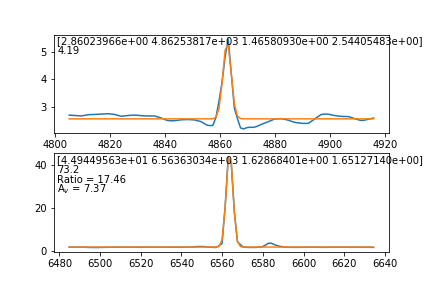 [2.86023966e+00 4.86253817e+03 1.46580930e+00 2.54405483e+00]
4.19
5
4
3
4800 4820 4840 4860 4880 4900 4920
[4.49449563e+01 6.56363034e+03 1.62868401e+00 1.65127140e+00]
73.2
Ratio = 17.46
Aᵥ = 7.37
40
20
0
6480 6500 6520 6540 6560 6580 6600 6620 6640